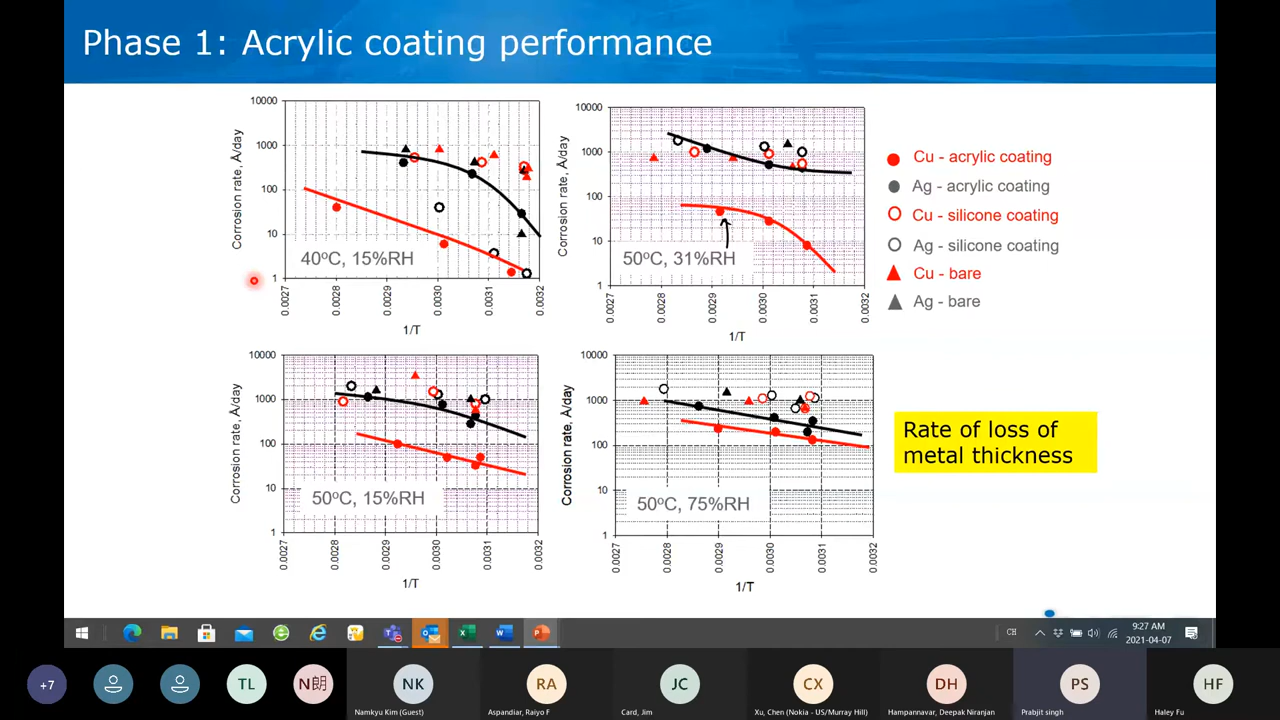 Phase 1: Acrylic coating performance
10000
1000
100
10
1
Corrosion rate, Å/day
40°C, 15%RH
0.0027
0.0028
0.0029
0.0030
0.0031
0.0032
1/T
10000
1000
100
10
1
Corrosion rate, Å/day
50°C, 31%RH
0.0027
0.0028
0.0029
0.0030
0.0031
0.0032
1/T
Cu - acrylic coating
Ag - acrylic coating
Cu - silicone coating
Ag - silicone coating
Cu - bare
Ag - bare
10000
1000
100
10
1
Corrosion rate, Å/day
50°C, 15%RH
0.0027
0.0028
0.0029
0.0030
0.0031
0.0032
1/T
10000
1000
100
10
1
Corrosion rate, Å/day
50°C, 75%RH
0.0027
0.0028
0.0029
0.0030
0.0031
0.0032
1/T
Rate of loss of
metal thickness
CH
9:27 AM
2021-04-07
+7
TL
N朗
NK
Namkyu Kim (Guest)
RA
Aspandiar, Raiyo F
JC
Card, Jim
CX
Xu, Chen (Nokia - US/Murray Hill)
DH
Hampannavar, Deepak Niranjan
PS
Prabjit singh
HF
Haley Fu